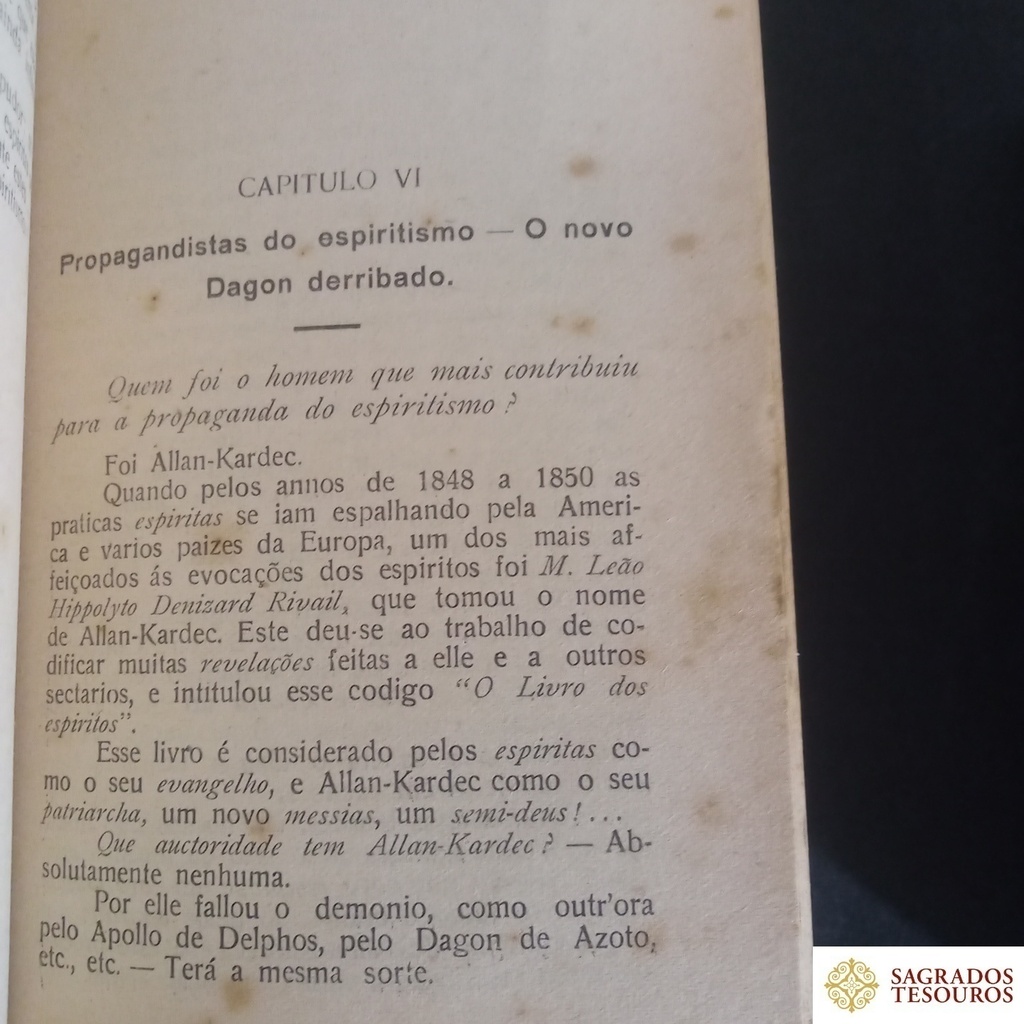 CAPITULO VI
Propagandistas do espiritismo — O novo
Dagon derribado.
Quem foi o homem que mais contribuiu
para a propaganda do espiritismo?
Foi Allan-Kardec.
Quando pelos annos de 1848 a 1850 as
praticas espiritas se iam espalhando pela Ameri-
ca e varios paizes da Europa, um dos mais af-
feiçoados ás evocações dos espiritos foi M. Leão
Hippolyto Denizard Rivail, que tomou o nome
de Allan-Kardec. Este deu-se ao trabalho de co-
dificar muitas revelações feitas a elle e a outros
sectarios, e intitulou esse codigo “O Livro dos
espiritos”.
Esse livro é considerado pelos espiritas co-
mo o seu evangelho, e Allan-Kardec como o seu
patriarcha, um novo messias, um semi-deus!...
Que auctoridade tem Allan-Kardec? — Ab-
solutamente nenhuma.
Por elle fallou o demonio, como outr'ora
pelo Apollo de Delphos, pelo Dagon de Azoto,
etc., etc. — Terá a mesma sorte.
SAGRADOS
TESOUROS